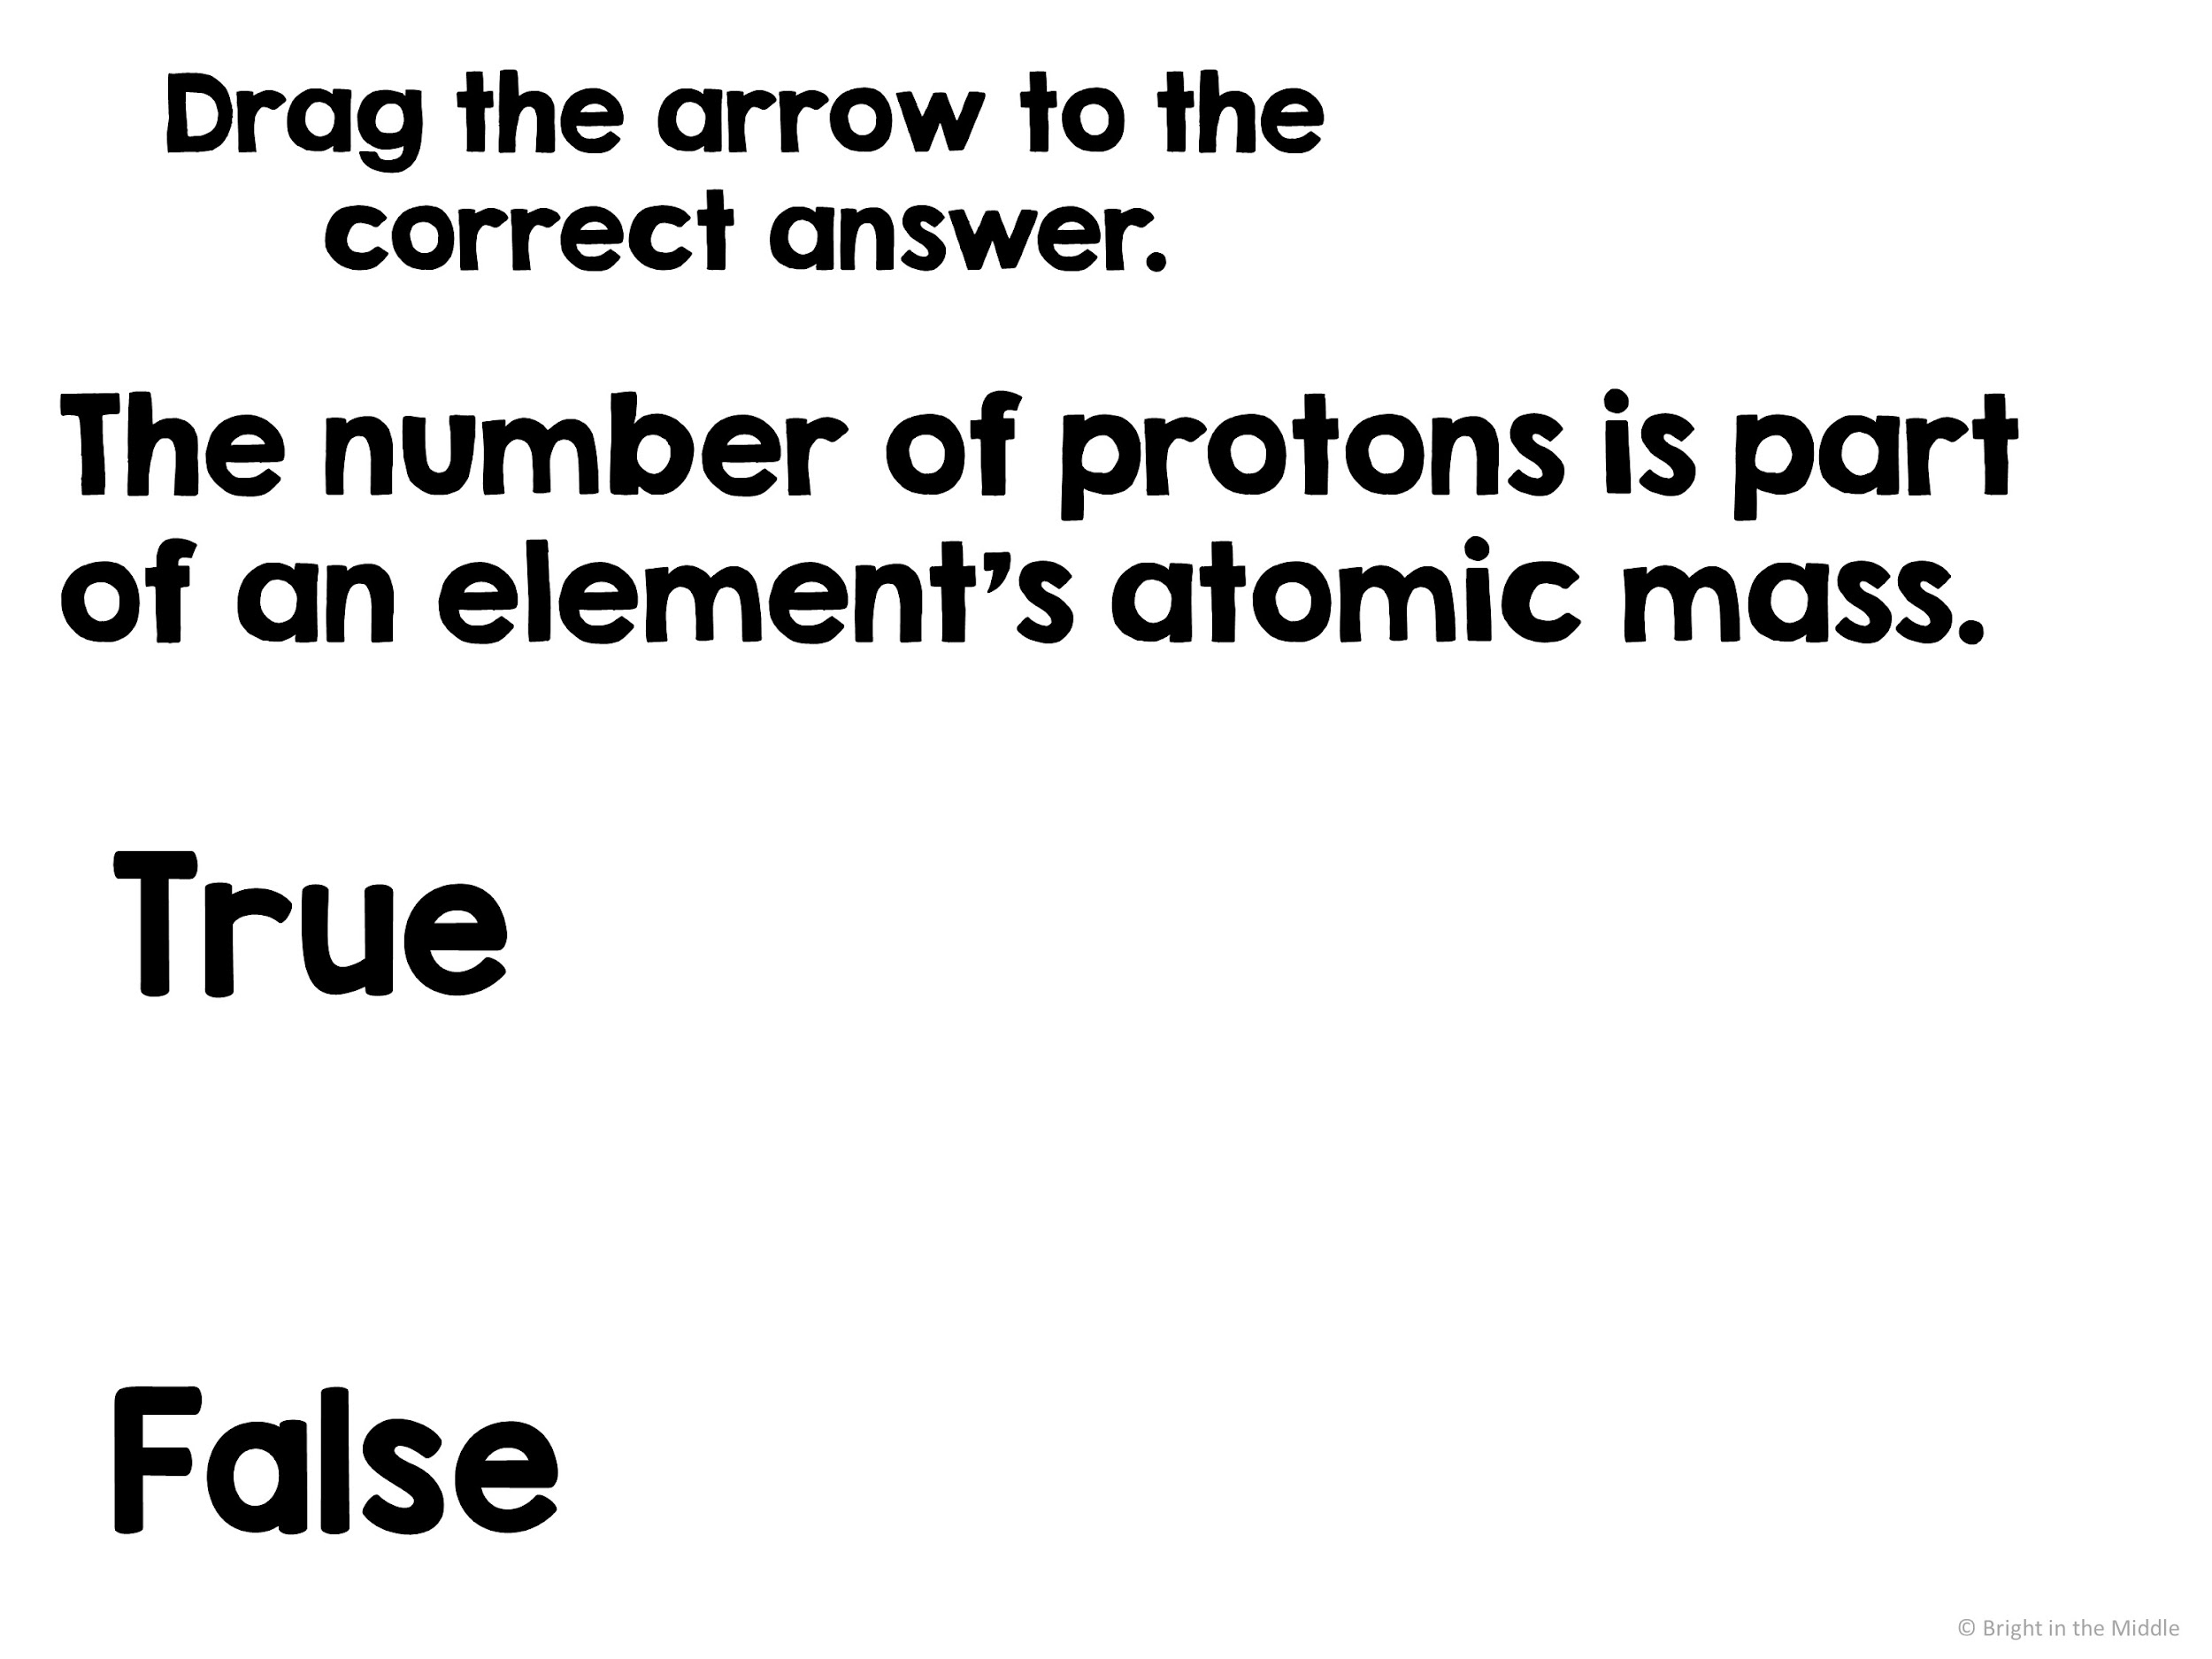 Drag the arrow to the
correct answer.
The number of protons is part
of an element’s atomic mass.
True
False
© Bright in the Middle